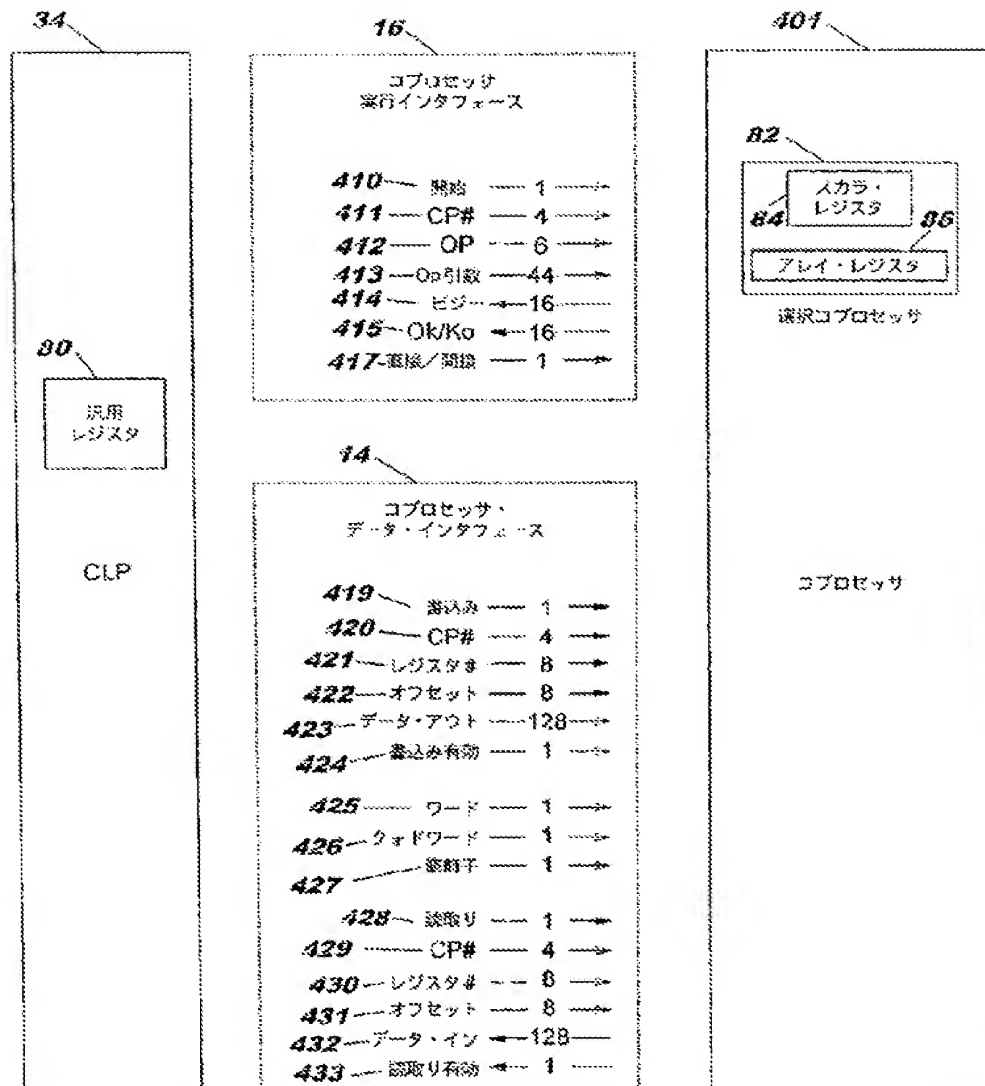 34
80
汎用
レジスタ
CLP
16
コプロセッサ
実行インタフェース
410 開始 1
411 CP# 4
412 OP 6
413 Op引数 44
414 ビジー 16
415 Ok/Ko 16
417 直接/間接 1
14
コプロセッサ・
データ・インタフェース
419 書込み 1
420 CP# 4
421 レジスタ# 8
422 オフセット 8
423 データ・アウト 128
424 書込み有効 1
425 ワード 1
426 クォドワード 1
427 修飾子 1
428 読取り 1
429 CP# 4
430 レジスタ# 8
431 オフセット 8
432 データ・イン 128
433 読取り有効 1
401
82
スカラ・
レジスタ
84
86
アレイ・レジスタ
選択コプロセッサ
コプロセッサ